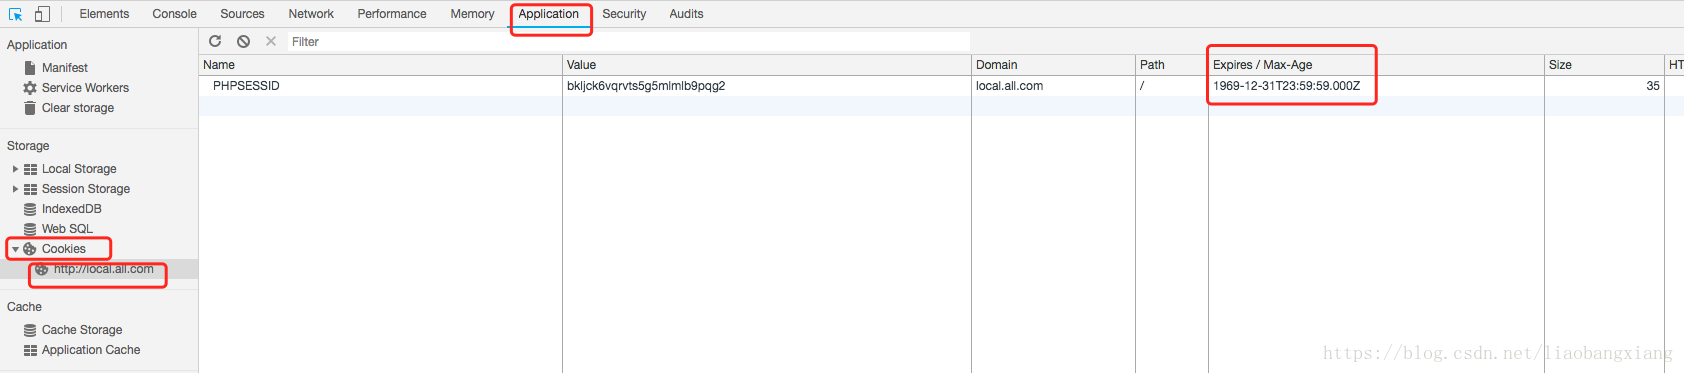 Elements Console Sources Network Performance Memory Application Security Audits
Application
Manifest
Service Workers
Clear storage
Storage
Local Storage
Session Storage
IndexedDB
Web SQL
Cookies
http://local.all.com
Cache
Cache Storage
Application Cache
Filter
Name Value Domain Path Expires / Max-Age Size HT
PHPSESSID bkljck6vqrvts5g5mlmlb9pqg2 local.all.com / 1969-12-31T23:59:59.000Z 35
https://blog.csdn.net/liaobangxiang